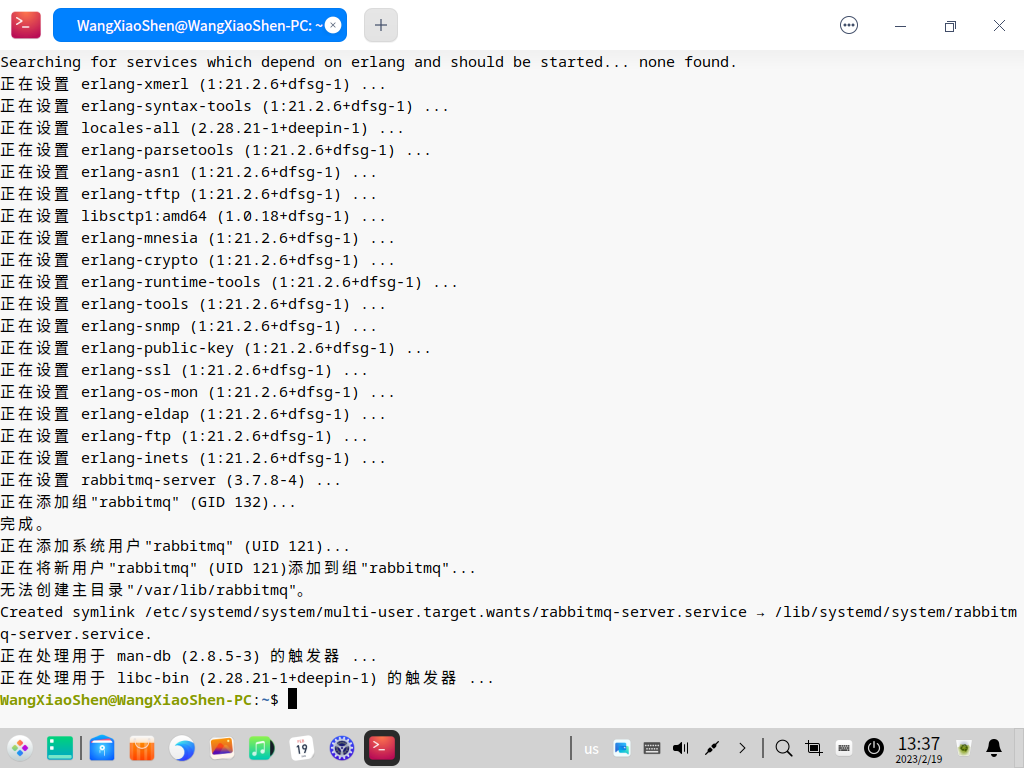 WangXiaoShen@WangXiaoShen-PC: ~
Searching for services which depend on erlang and should be started... none found.
正在设置 erlang-xmerl (1:21.2.6+dfsg-1) ...
正在设置 erlang-syntax-tools (1:21.2.6+dfsg-1) ...
正在设置 locales-all (2.28.21-1+deepin-1) ...
正在设置 erlang-parsetools (1:21.2.6+dfsg-1) ...
正在设置 erlang-asn1 (1:21.2.6+dfsg-1) ...
正在设置 erlang-tftp (1:21.2.6+dfsg-1) ...
正在设置 libsctp1:amd64 (1.0.18+dfsg-1) ...
正在设置 erlang-mnesia (1:21.2.6+dfsg-1) ...
正在设置 erlang-crypto (1:21.2.6+dfsg-1) ...
正在设置 erlang-runtime-tools (1:21.2.6+dfsg-1) ...
正在设置 erlang-tools (1:21.2.6+dfsg-1) ...
正在设置 erlang-snmp (1:21.2.6+dfsg-1) ...
正在设置 erlang-public-key (1:21.2.6+dfsg-1) ...
正在设置 erlang-ssl (1:21.2.6+dfsg-1) ...
正在设置 erlang-os-mon (1:21.2.6+dfsg-1) ...
正在设置 erlang-eldap (1:21.2.6+dfsg-1) ...
正在设置 erlang-ftp (1:21.2.6+dfsg-1) ...
正在设置 erlang-inets (1:21.2.6+dfsg-1) ...
正在设置 rabbitmq-server (3.7.8-4) ...
正在添加组"rabbitmq" (GID 132)...
完成。
正在添加系统用户"rabbitmq" (UID 121)...
正在将新用户"rabbitmq" (UID 121)添加到组"rabbitmq"...
无法创建主目录"/var/lib/rabbitmq"。
Created symlink /etc/systemd/system/multi-user.target.wants/rabbitmq-server.service → /lib/systemd/system/rabbitm
q-server.service.
正在处理用于 man-db (2.8.5-3) 的触发器 ...
正在处理用于 libc-bin (2.28.21-1+deepin-1) 的触发器 ...
WangXiaoShen@WangXiaoShen-PC:~$
19
us
13:37
2023/2/19